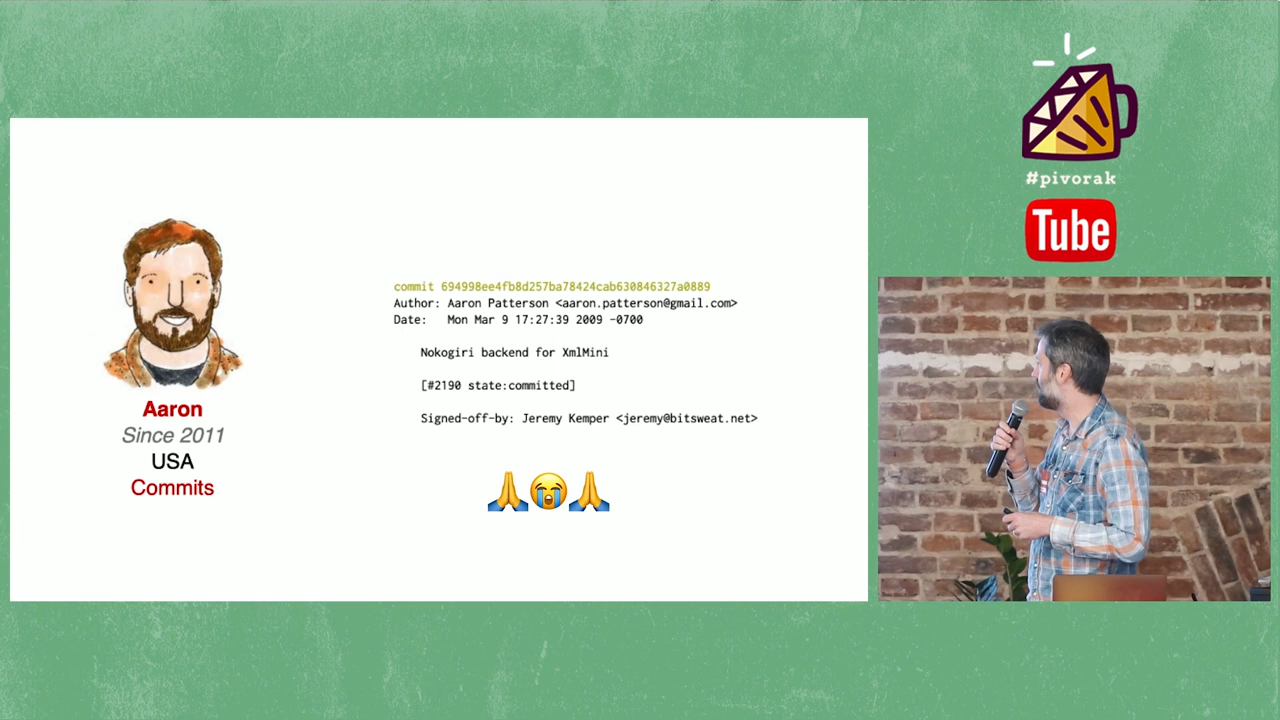 Aaron
Since 2011
USA
Commits
commit 694998ee4fb8d257ba78424cab630846327a0889
Author: Aaron Patterson <aaron.patterson@gmail.com>
Date: Mon Mar 9 17:27:39 2009 -0700
Nokogiri backend for XmlMini
[#2190 state:committed]
Signed-off-by: Jeremy Kemper <jeremy@bitsweat.net>
#pivorak
Tube